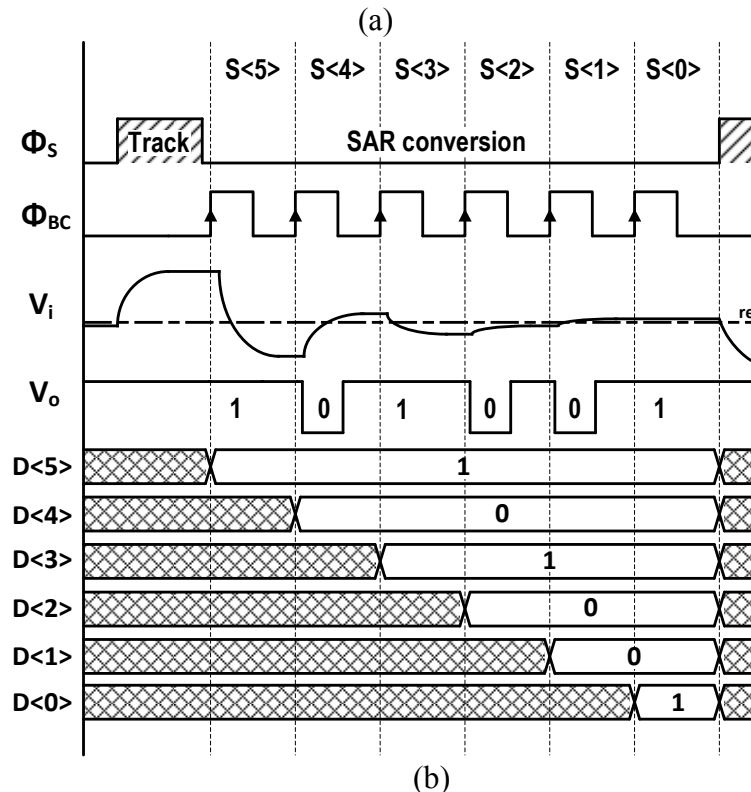 (a)
S<5> S<4> S<3> S<2> S<1> S<0>
ΦS Track SAR conversion
ΦBC
Vi re
Vo 1 0 1 0 0 1
D<5> 1
D<4> 0
D<3> 1
D<2> 0
D<1> 0
D<0> 1
(b)